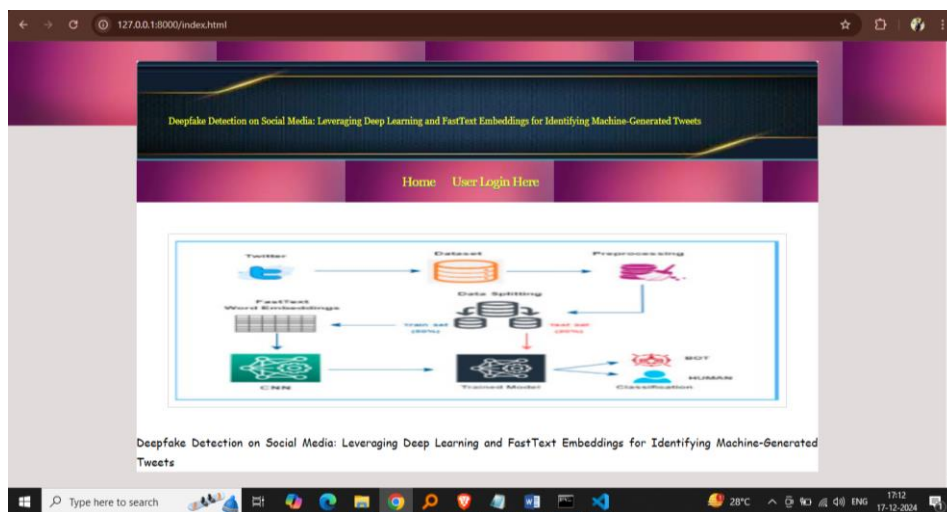 127.0.0.1:8000/index.html
Deepfake Detection on Social Media: Leveraging Deep Learning and FastText Embeddings for Identifying Machine-Generated Tweets
Home User Login Here
Twitter
Dataset
Preprocessing
FastText
Word Embeddings
Data Splitting
train set
test set
CNN
Trained Model
BOT
HUMAN
Classification
Deepfake Detection on Social Media: Leveraging Deep Learning and FastText Embeddings for Identifying Machine-Generated
Tweets
Type here to search
28°C
ENG
17:12
17-12-2024